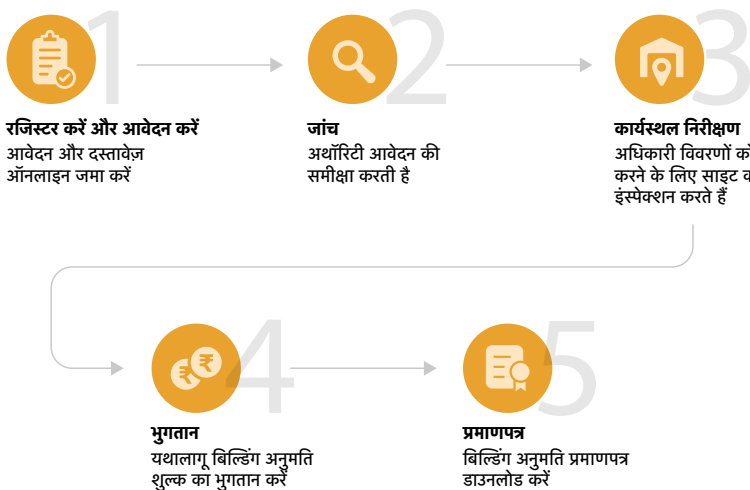 1
रजिस्टर करें और आवेदन करें
आवेदन और दस्तावेज़
ऑनलाइन जमा करें
2
जांच
अथॉरिटी आवेदन की
समीक्षा करती है
3
कार्यस्थल निरीक्षण
अधिकारी विवरणों को
करने के लिए साइट
इंस्पेक्शन करते हैं
4
भुगतान
यथालागू बिल्डिंग अनुमति
शुल्क का भुगतान करें
5
प्रमाणपत्र
बिल्डिंग अनुमति प्रमाणपत्र
डाउनलोड करें